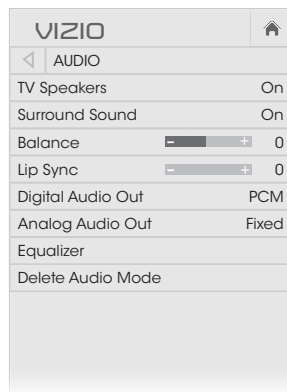 VIZIO
AUDIO
TV Speakers On
Surround Sound On
Balance - + 0
Lip Sync - + 0
Digital Audio Out PCM
Analog Audio Out Fixed
Equalizer
Delete Audio Mode